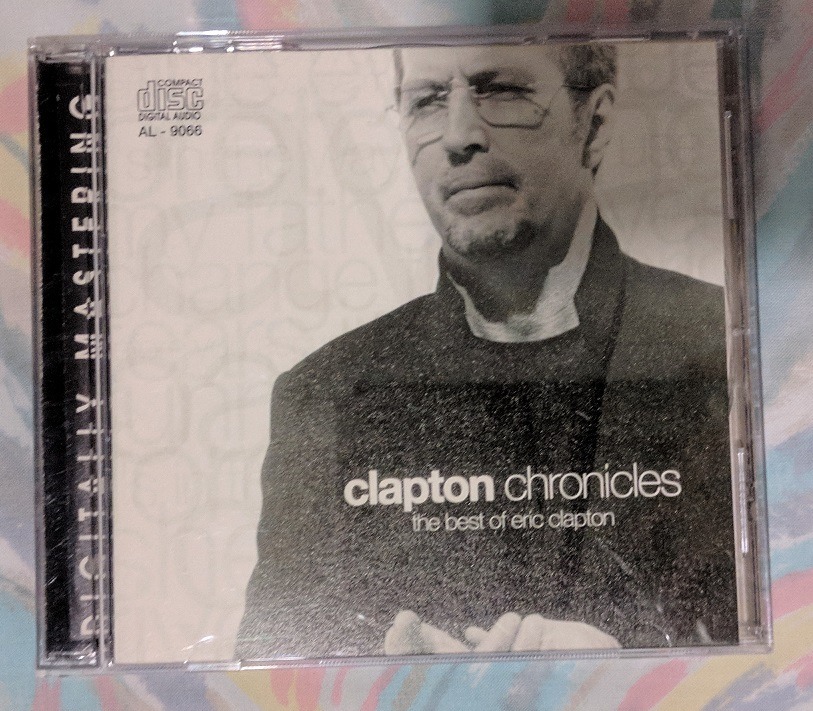 COMPACT
disc
DIGITAL AUDIO
AL - 9066
DIGITALLY MASTERING
clapton chronicles
the best of eric clapton